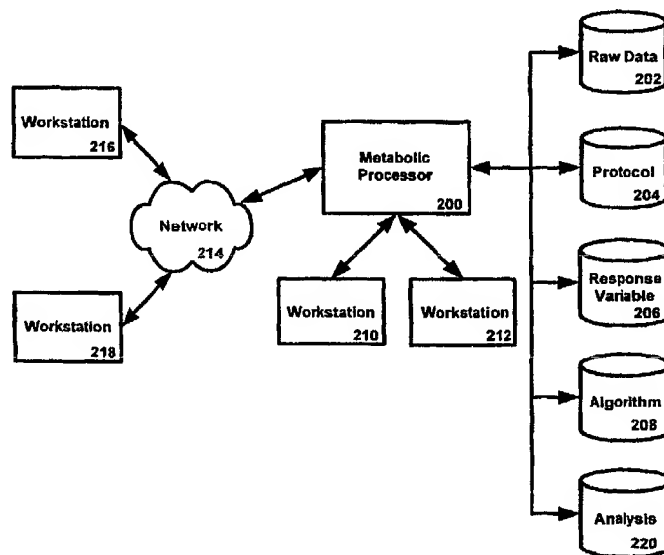 Workstation
216
Network
214
Workstation
218
Metabolic
Processor
200
Workstation
210
Workstation
212
Raw Data
202
Protocol
204
Response
Variable
206
Algorithm
208
Analysis
220